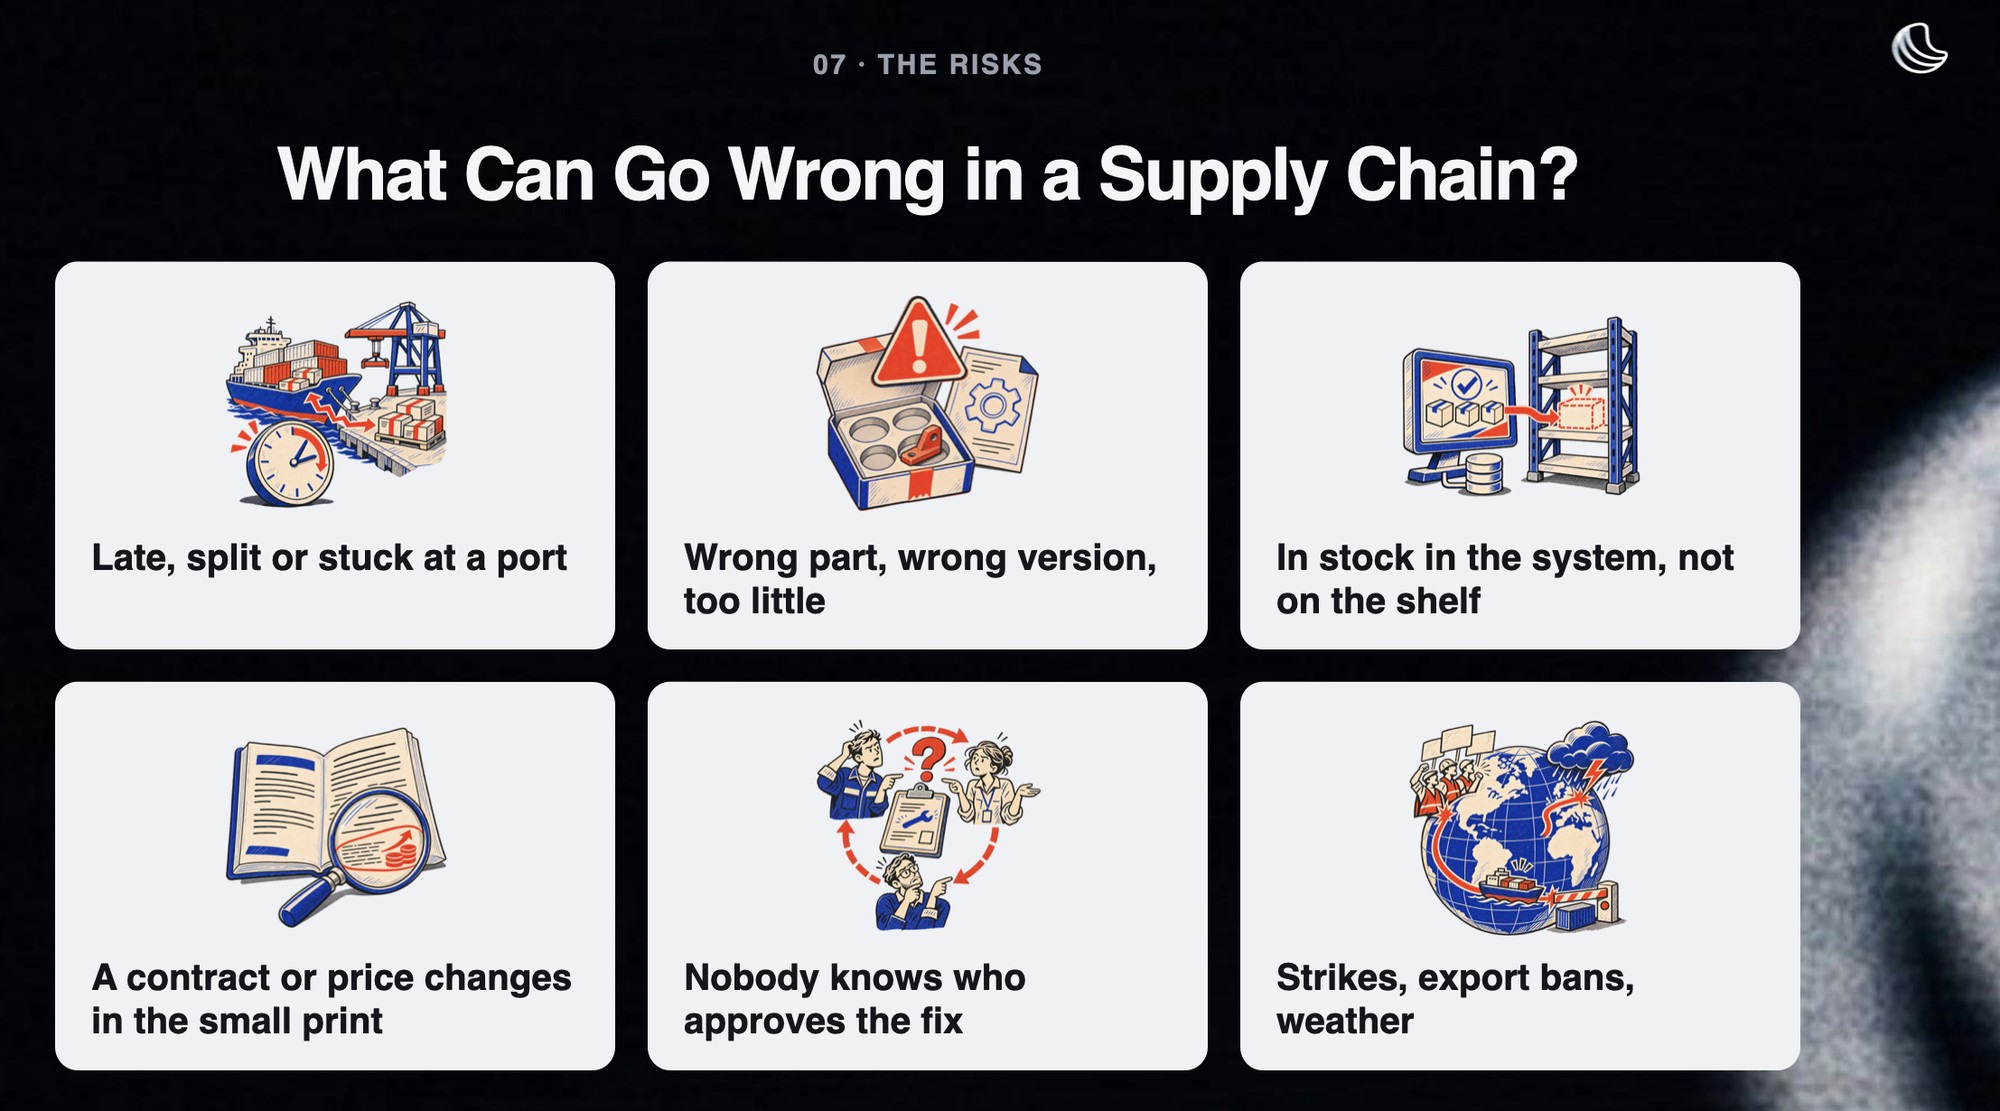 07 · THE RISKS
What Can Go Wrong in a Supply Chain?
Late, split or stuck at a port
Wrong part, wrong version,
too little
In stock in the system, not
on the shelf
A contract or price changes
in the small print
Nobody knows who
approves the fix
Strikes, export bans,
weather